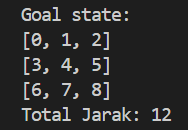 Goal state:
[0, 1, 2]
[3, 4, 5]
[6, 7, 8]
Total Jarak: 12